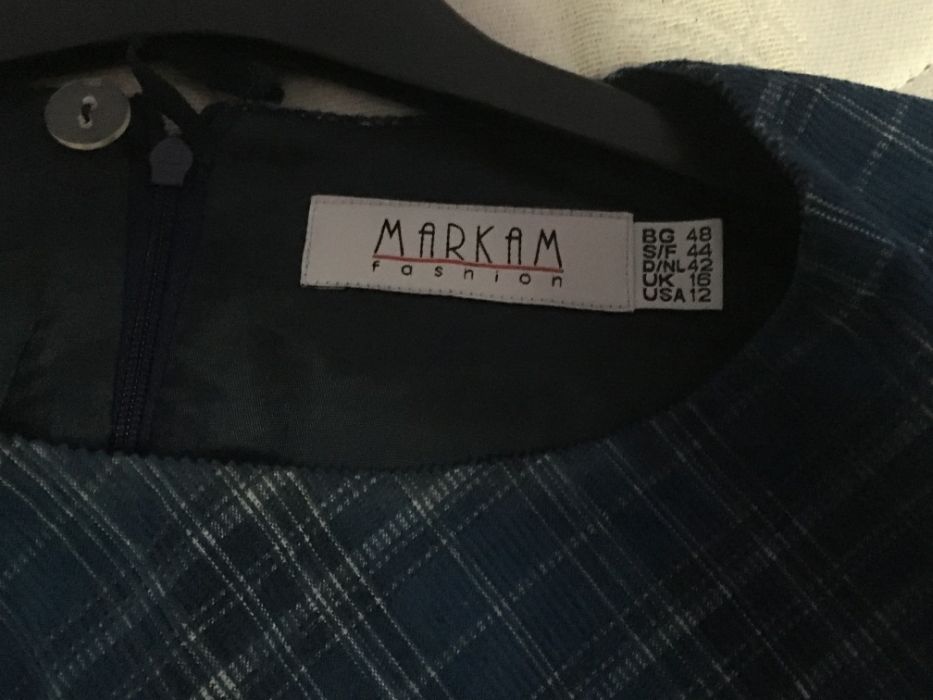 MARKAM
fashion
BG 48
S/F 44
D/NL 42
UK 16
USA 12